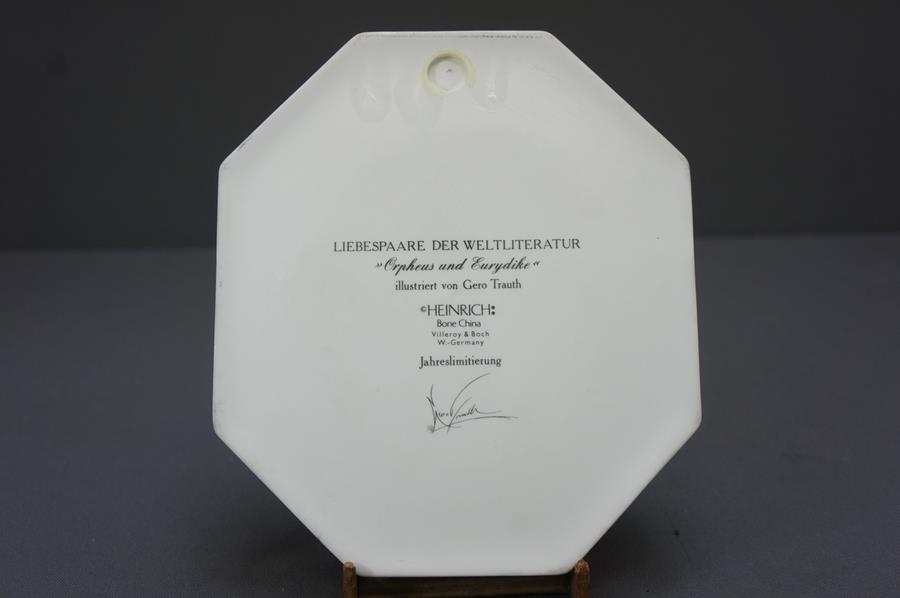 LIEBESPAARE DER WELTLITERATUR
»Orpheus und Eurydike«
illustriert von Gero Trauth
©HEINRICH:
Bone China
Villeroy & Boch
W.-Germany
Jahreslimitierung